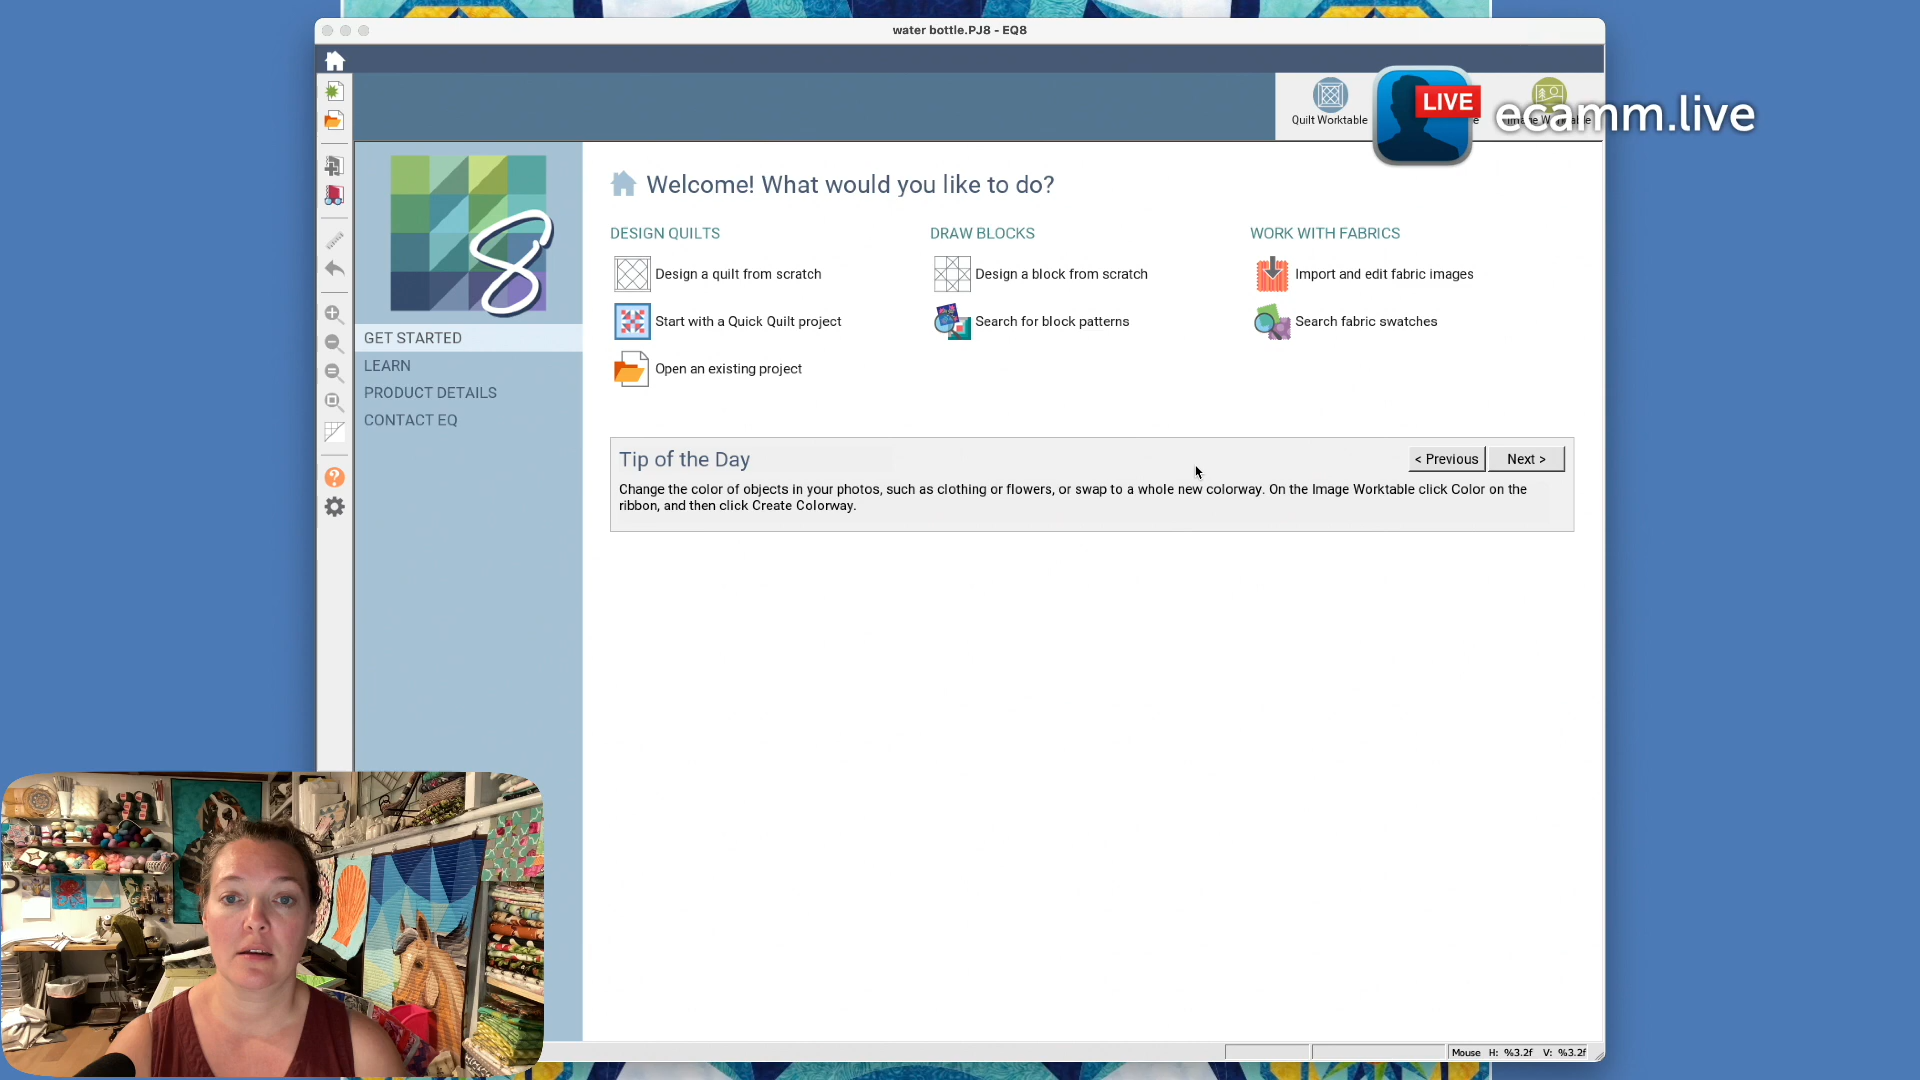 water bottle.PJ8 - EQ8
Quilt Worktable
LIVE
ecamm.live
8
Welcome! What would you like to do?
DESIGN QUILTS
Design a quilt from scratch
Start with a Quick Quilt project
Open an existing project
DRAW BLOCKS
Design a block from scratch
Search for block patterns
WORK WITH FABRICS
Import and edit fabric images
Search fabric swatches
GET STARTED
LEARN
PRODUCT DETAILS
CONTACT EQ
Tip of the Day
< Previous
Next >
Change the color of objects in your photos, such as clothing or flowers, or swap to a whole new colorway. On the Image Worktable click Color on the
ribbon, and then click Create Colorway.
Mouse H: %3.2f V: %3.2f